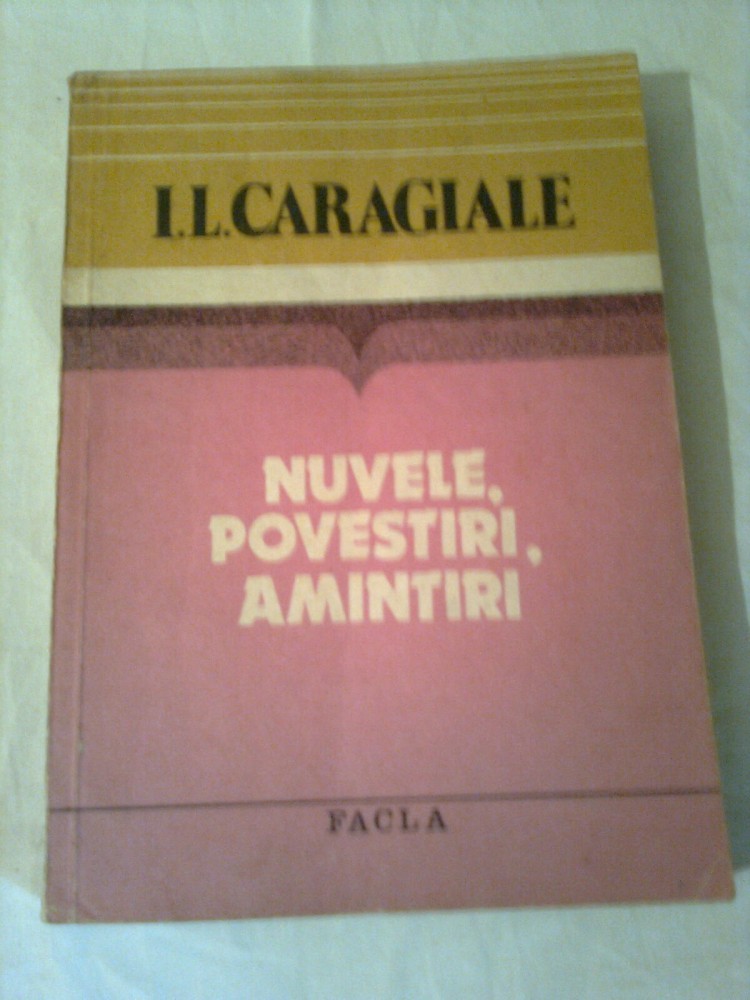 I.L.CARAGIALE
NUVELE,
POVESTIRI,
AMINTIRI
FACLA